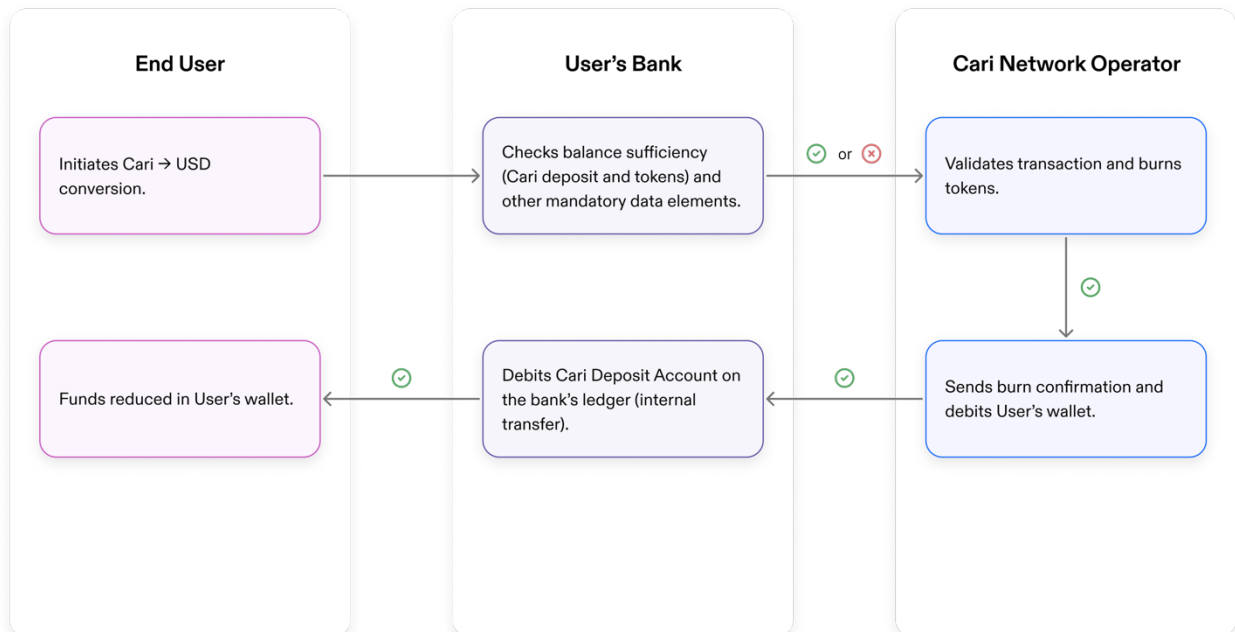 End User
User's Bank
Cari Network Operator
Initiates Cari → USD
conversion.
Checks balance sufficiency
(Cari deposit and tokens) and
other mandatory data elements.
or
Validates transaction and burns
tokens.
Funds reduced in User's wallet.
Debits Cari Deposit Account on
the bank's ledger (internal
transfer).
Sends burn confirmation and
debits User's wallet.